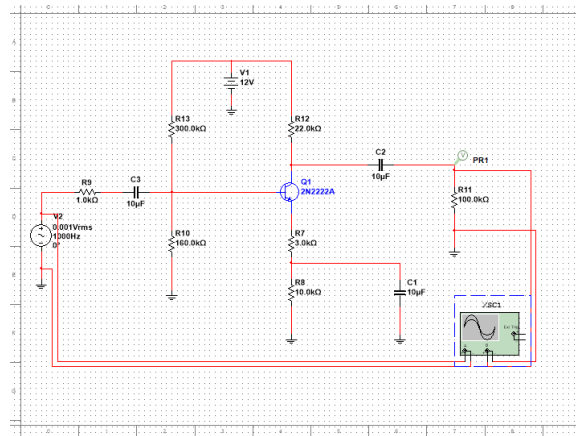 V1
12V
R13
300.0kΩ
R12
22.0kΩ
C2
10µF
PR1
R9
1.0kΩ
C3
10µF
Q1
2N2222A
R11
100.0kΩ
V2
0.001Vrms
1000Hz
0°
R10
160.0kΩ
R7
3.0kΩ
R8
10.0kΩ
C1
10µF
XSC1
A
B